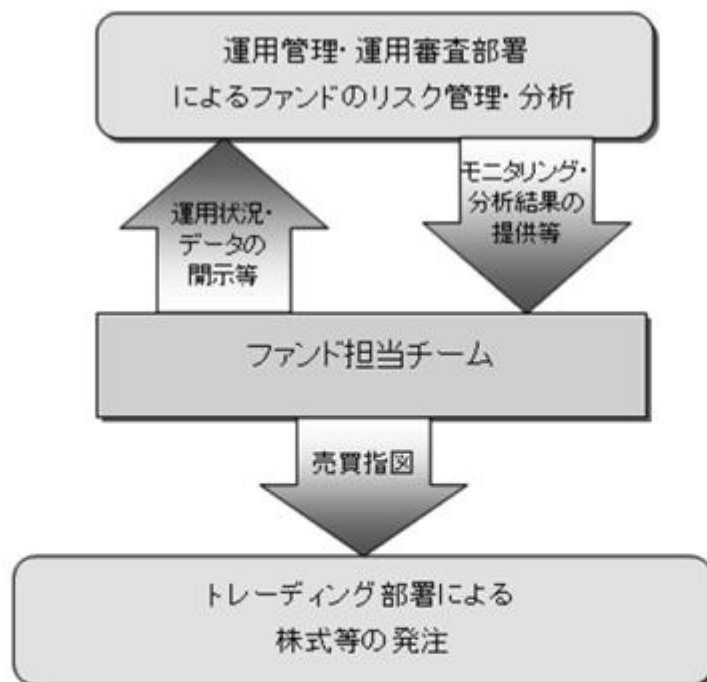 運用管理・運用審査部署
によるファンドのリスク管理・分析
運用状況・
データの
開示等
モニタリング・
分析結果の
提供等
ファンド担当チーム
売買指図
トレーディング部署による
株式等の発注